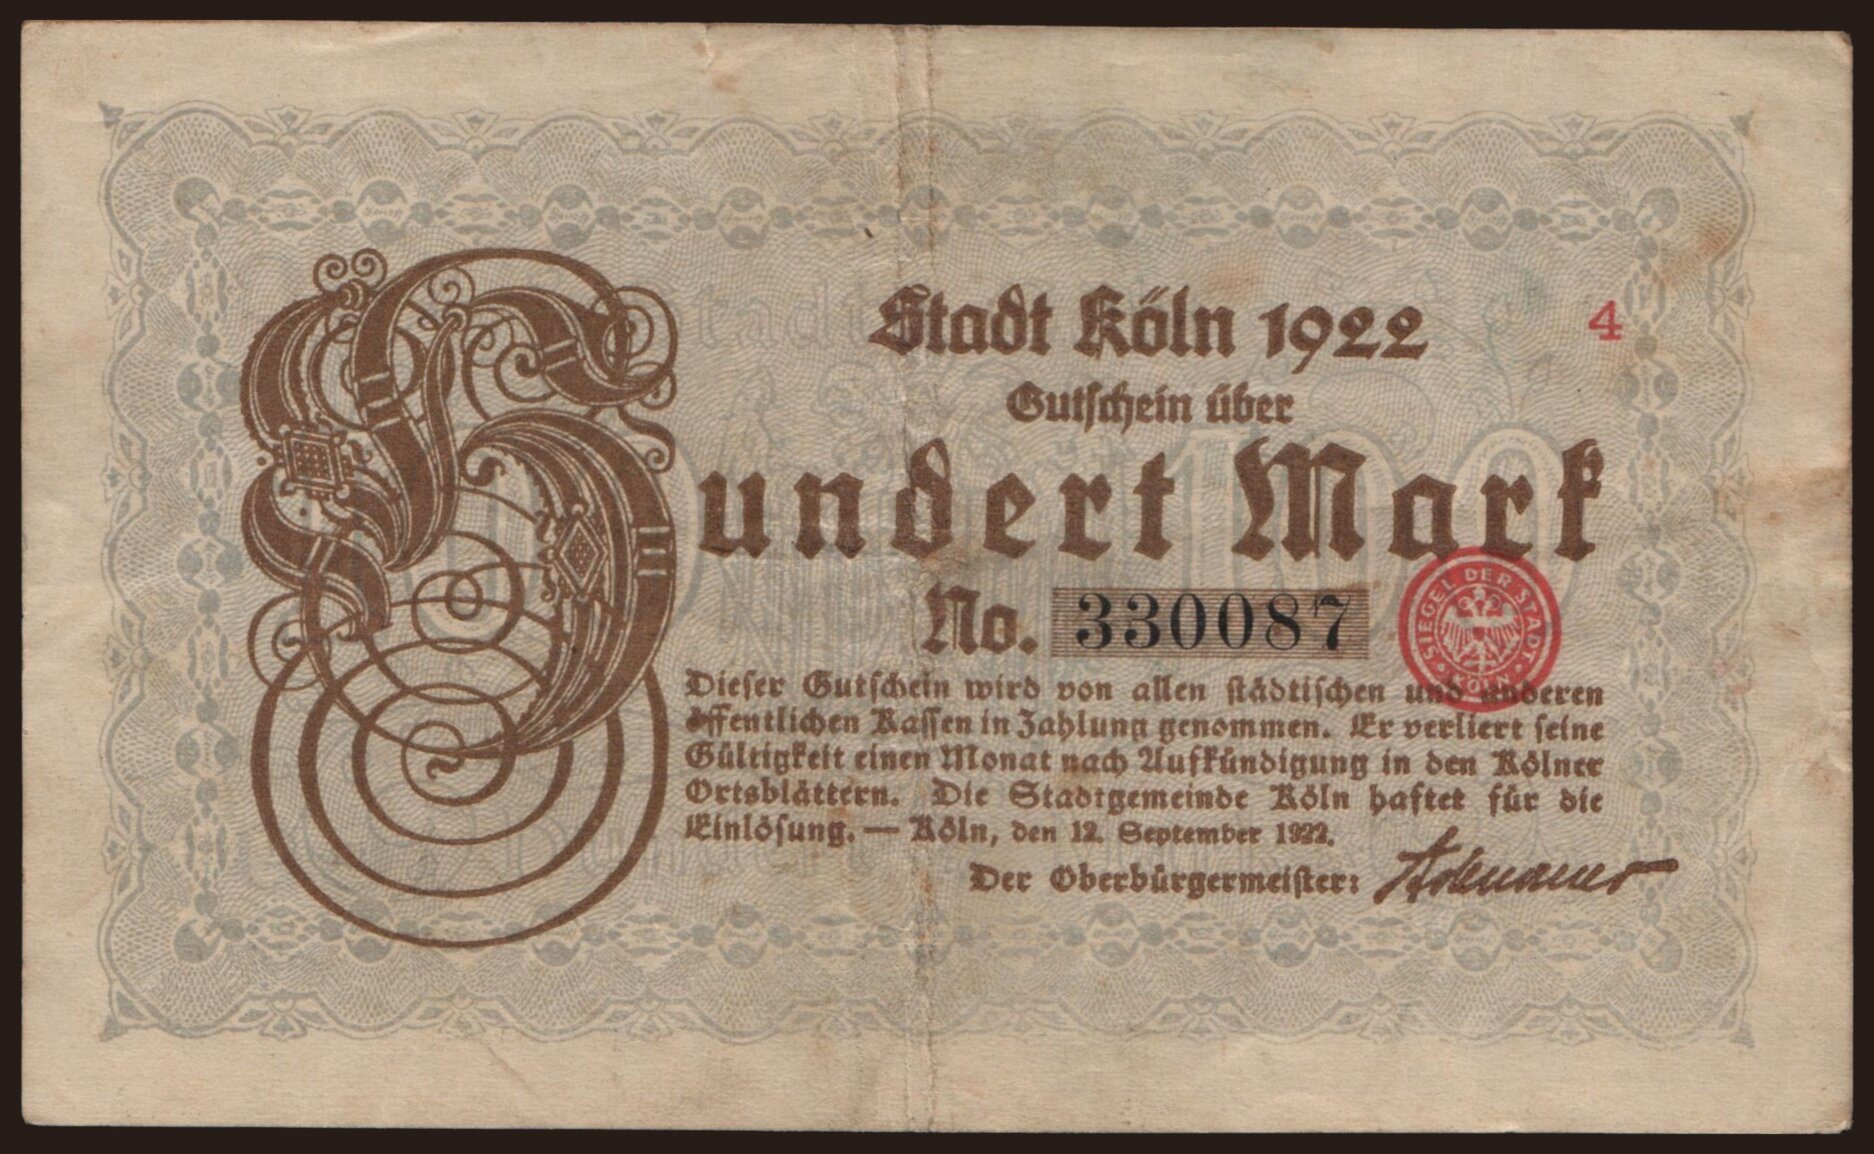 Stadt Köln 1922
4
Gutschein über
Hundert Mark
100
No. 330087
SIEGEL DER STADT KÖLN
Dieser Gutschein wird von allen städtischen und anderen
öffentlichen Kassen in Zahlung genommen. Er verliert seine
Gültigkeit einen Monat nach Aufkündigung in den Kölner
Ortsblättern. Die Stadtgemeinde Köln haftet für die
Einlösung. — Köln, den 12. September 1922.
Der Oberbürgermeister: Adenauer